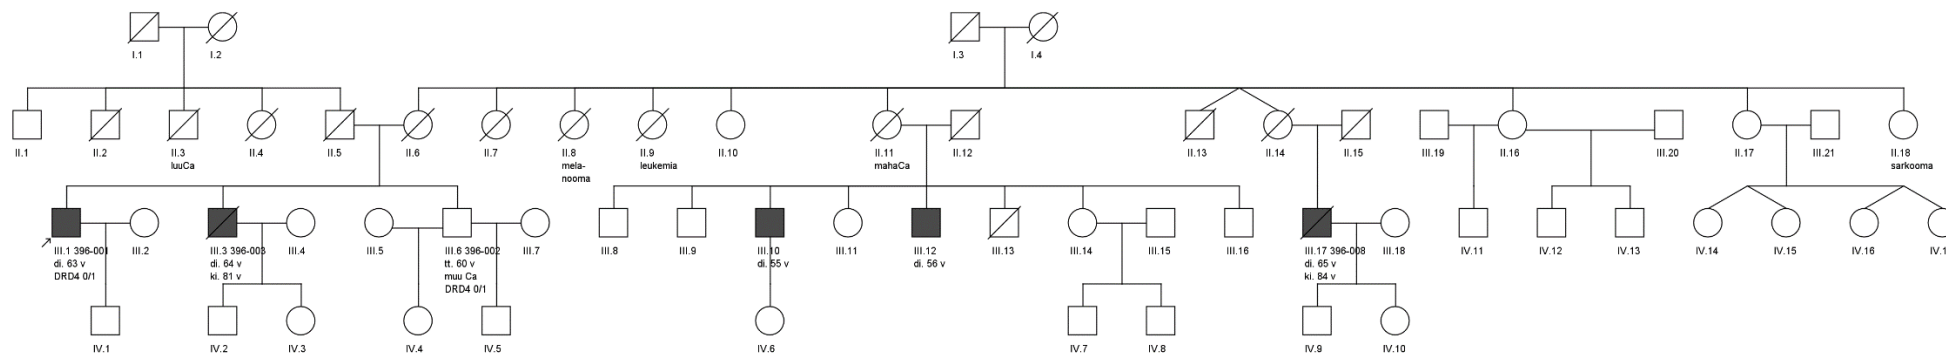 I.1
I.2
I.3
I.4
II.1
II.2
II.3
luuCa
II.4
II.5
II.6
II.7
II.8
mela-
nooma
II.9
leukemia
II.10
II.11
mahaCa
II.12
II.13
II.14
II.15
III.19
II.16
III.20
II.17
III.21
II.18
sarkooma
III.1 396-001
di. 63 v
DRD4 0/1
III.2
III.3 396-003
di. 64 v
ki. 81 v
III.4
III.5
III.6 396-002
tt. 60 v
muu Ca
DRD4 0/1
III.7
III.8
III.9
III.10
di. 55 v
III.11
III.12
di. 56 v
III.13
III.14
III.15
III.16
III.17 396-008
di. 65 v
ki. 84 v
III.18
IV.11
IV.12
IV.13
IV.14
IV.15
IV.16
IV.1
IV.1
IV.2
IV.3
IV.4
IV.5
IV.6
IV.7
IV.8
IV.9
IV.10